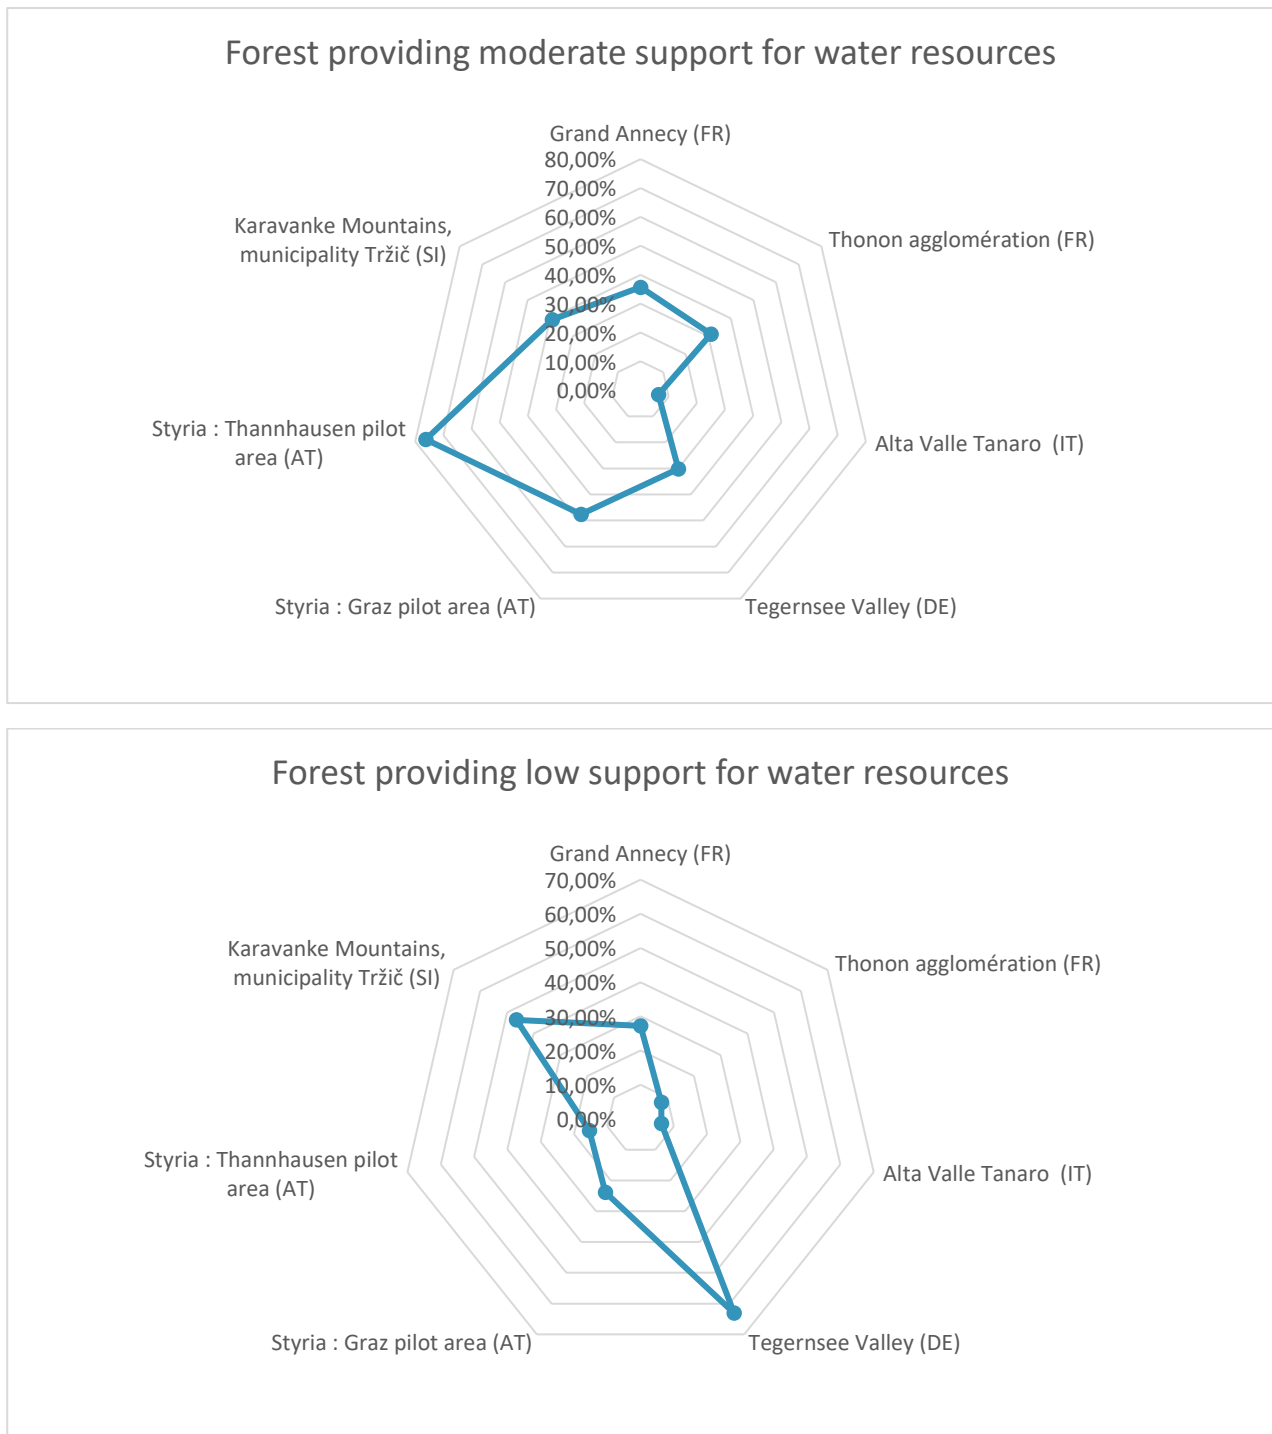 Forest providing moderate support for water resources
Grand Annecy (FR)
80,00%
70,00%
60,00%
50,00%
40,00%
30,00%
20,00%
10,00%
0,00%
Thonon agglomération (FR)
Alta Valle Tanaro  (IT)
Tegernsee Valley (DE)
Styria : Graz pilot area (AT)
Styria : Thannhausen pilot
area (AT)
Karavanke Mountains,
municipality Tržič (SI)
Forest providing low support for water resources
Grand Annecy (FR)
70,00%
60,00%
50,00%
40,00%
30,00%
20,00%
10,00%
0,00%
Thonon agglomération (FR)
Alta Valle Tanaro  (IT)
Tegernsee Valley (DE)
Styria : Graz pilot area (AT)
Styria : Thannhausen pilot
area (AT)
Karavanke Mountains,
municipality Tržič (SI)